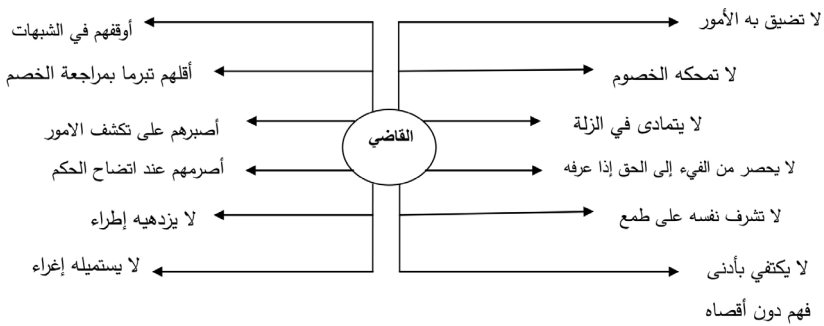 لا تضيق به الأمور
لا تمحكه الخصوم
لا يتمادى في الزلة
لا يحصر من الفيء إلى الحق إذا عرفه
لا تشرف نفسه على طمع
لا يكتفي بأدنى
فهم دون أقصاه
القاضي
أوقفهم في الشبهات
أقلهم تبرما بمراجعة الخصم
أصبرهم على تكشف الامور
أصرمهم عند اتضاح الحكم
لا يزدهيه إطراء
لا يستميله إغراء